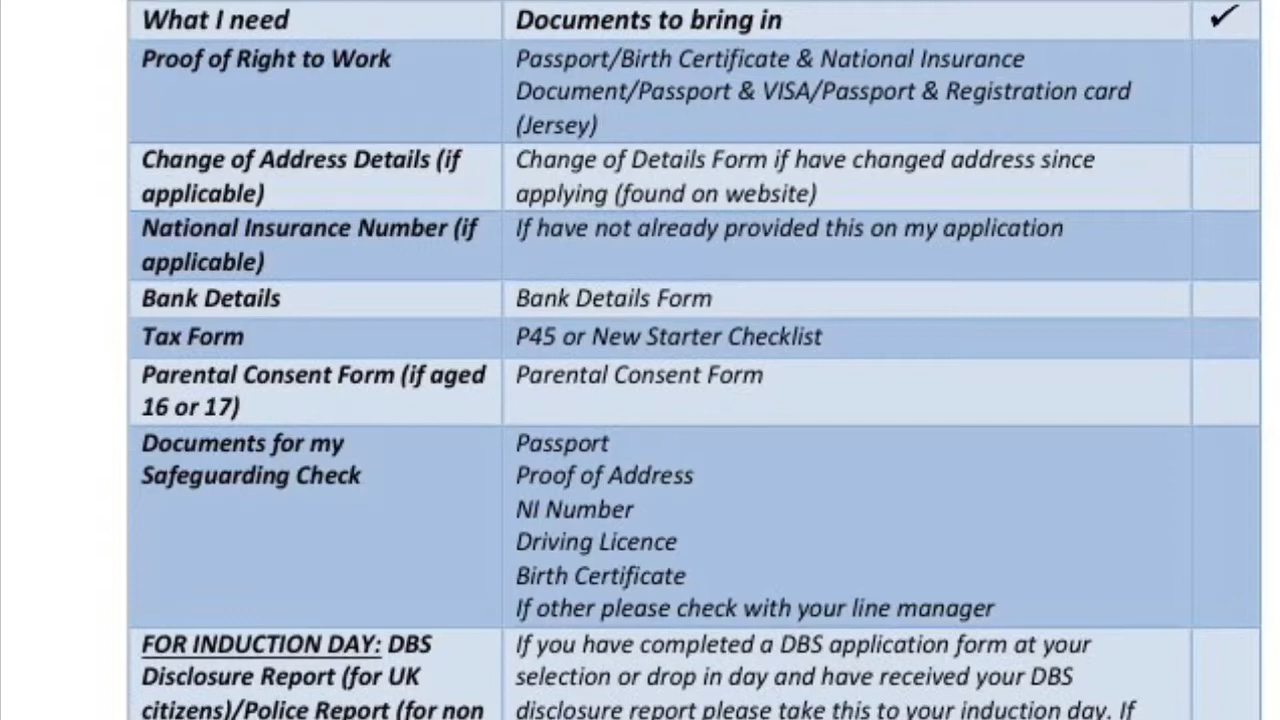 What I need Documents to bring in ✓
Proof of Right to Work Passport/Birth Certificate & National Insurance
Document/Passport & VISA/Passport & Registration card
(Jersey)
Change of Address Details (if
applicable)
Change of Details Form if have changed address since
applying (found on website)
National Insurance Number (if
applicable)
If have not already provided this on my application
Bank Details Bank Details Form
Tax Form P45 or New Starter Checklist
Parental Consent Form (if aged
16 or 17)
Parental Consent Form
Documents for my
Safeguarding Check
Passport
Proof of Address
NI Number
Driving Licence
Birth Certificate
If other please check with your line manager
FOR INDUCTION DAY: DBS
Disclosure Report (for UK
citizens)/Police Report (for non
If you have completed a DBS application form at your
selection or drop in day and have received your DBS
disclosure report please take this to your induction day. If